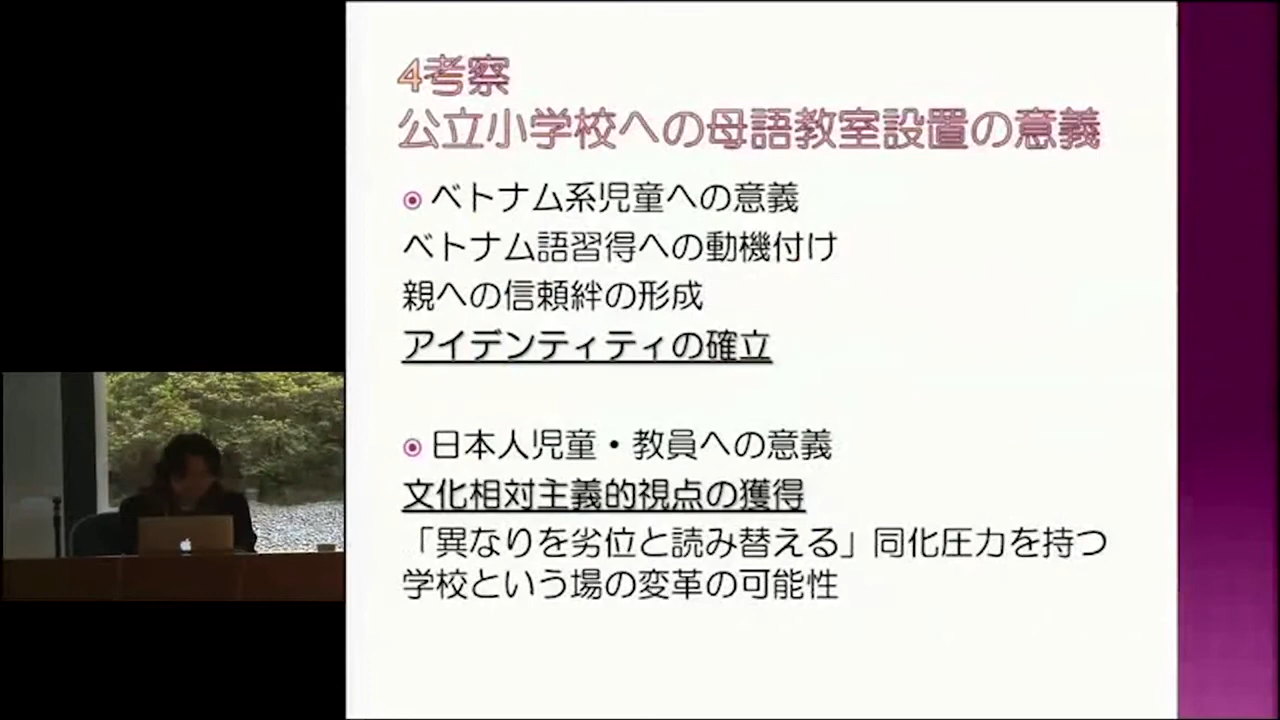 4考察
公立小学校への母語教室設置の意義
ベトナム系児童への意義
ベトナム語習得への動機付け
親への信頼絆の形成
アイデンティティの確立
日本人児童・教員への意義
文化相対主義的視点の獲得
「異なりを劣位と読み替える」同化圧力を持つ
学校という場の変革の可能性